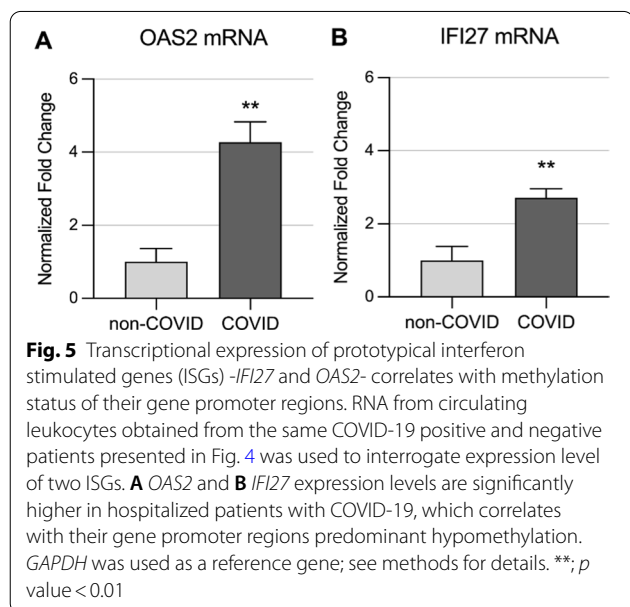 A OAS2 mRNA
Normalized Fold Change
6
4
2
0
**
non-COVID COVID
B IFI27 mRNA
Normalized Fold Change
6
4
2
0
**
non-COVID COVID
Fig. 5 Transcriptional expression of prototypical interferon
stimulated genes (ISGs) -IFI27 and OAS2- correlates with methylation
status of their gene promoter regions. RNA from circulating
leukocytes obtained from the same COVID-19 positive and negative
patients presented in Fig. 4 was used to interrogate expression level
of two ISGs. A OAS2 and B IFI27 expression levels are significantly
higher in hospitalized patients with COVID-19, which correlates
with their gene promoter regions predominant hypomethylation.
GAPDH was used as a reference gene; see methods for details. **; p
value < 0.01